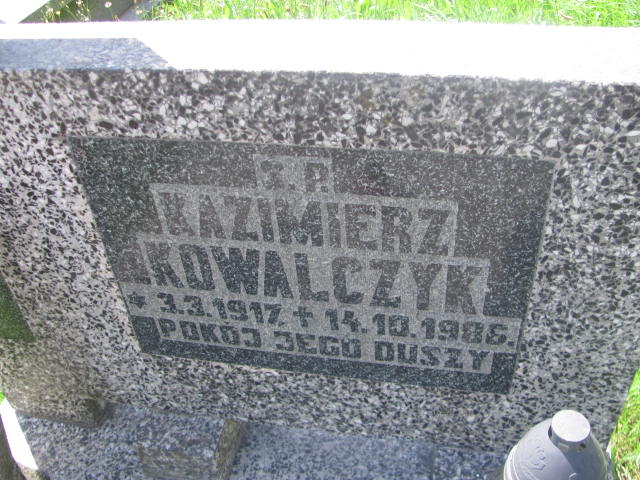 Ś. P.
KAZIMIERZ
KOWALCZYK
* 3.3.1917 + 14.10.1986.
POKÓJ JEGO DUSZY